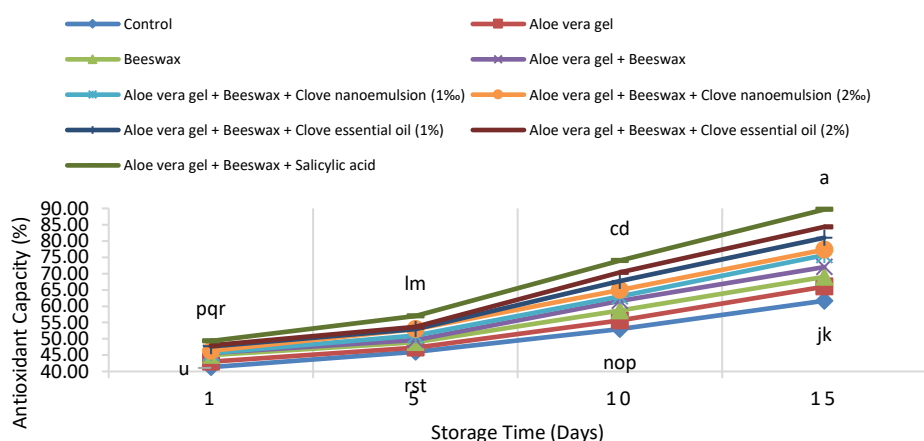 Control
Aloe vera gel
Beeswax
Aloe vera gel + Beeswax
Aloe vera gel + Beeswax + Clove nanoemulsion (1‰)
Aloe vera gel + Beeswax + Clove nanoemulsion (2‰)
Aloe vera gel + Beeswax + Clove essential oil (1%)
Aloe vera gel + Beeswax + Clove essential oil (2%)
Aloe vera gel + Beeswax + Salicylic acid
Antioxidant Capacity (%)
90.00
85.00
80.00
75.00
70.00
65.00
60.00
55.00
50.00
45.00
40.00
pqr
lm
cd
a
u
rst
nop
jk
1
5
10
15
Storage Time (Days)